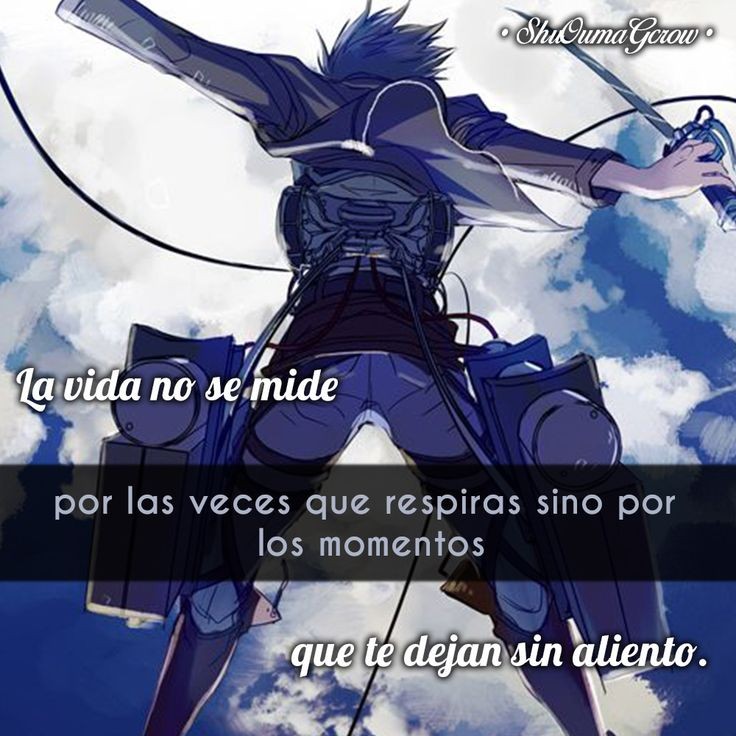 • ShuOumaGcrow •
La vida no se mide
por las veces que respiras sino por
los momentos
que te dejan sin aliento.